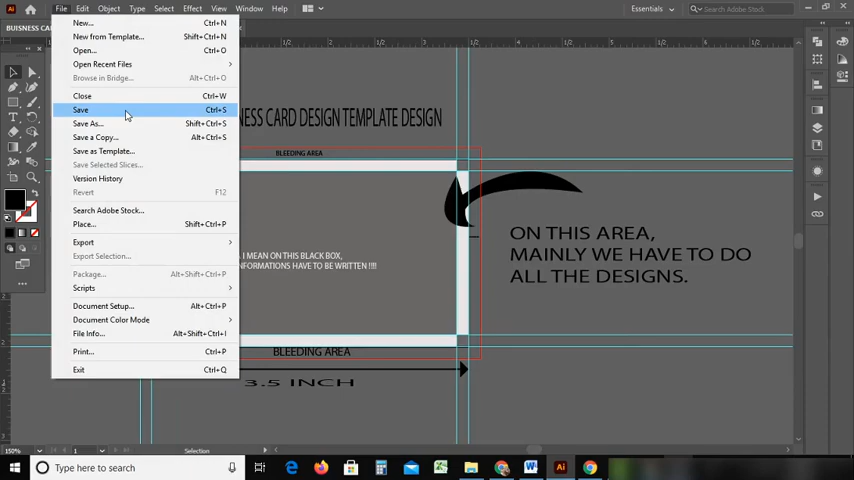 File Edit Object Type Select Effect View Window Help
Essentials
Search Adobe Stock
New... Ctrl+N
New from Template... Shift+Ctrl+N
Open... Ctrl+O
Open Recent Files
Browse in Bridge... Alt+Ctrl+O
Close Ctrl+W
Save Ctrl+S
Save As... Shift+Ctrl+S
Save a Copy... Alt+Ctrl+S
Save as Template...
Save Selected Slices...
Version History
Revert F12
Search Adobe Stock...
Place... Shift+Ctrl+P
Export
Export Selection...
Package... Alt+Shift+Ctrl+P
Scripts
Document Setup... Alt+Ctrl+P
Document Color Mode
File Info... Alt+Shift+Ctrl+I
Print... Ctrl+P
Exit Ctrl+Q
BUISNESS CA
NESS CARD DESIGN TEMPLATE DESIGN
BLEEDING AREA
I MEAN ON THIS BLACK BOX,
NFORMATIONS HAVE TO BE WRITTEN !!!!
ON THIS AREA,
MAINLY WE HAVE TO DO
ALL THE DESIGNS.
BLEEDING AREA
3.5 INCH
150% 1 Selection
Type here to search